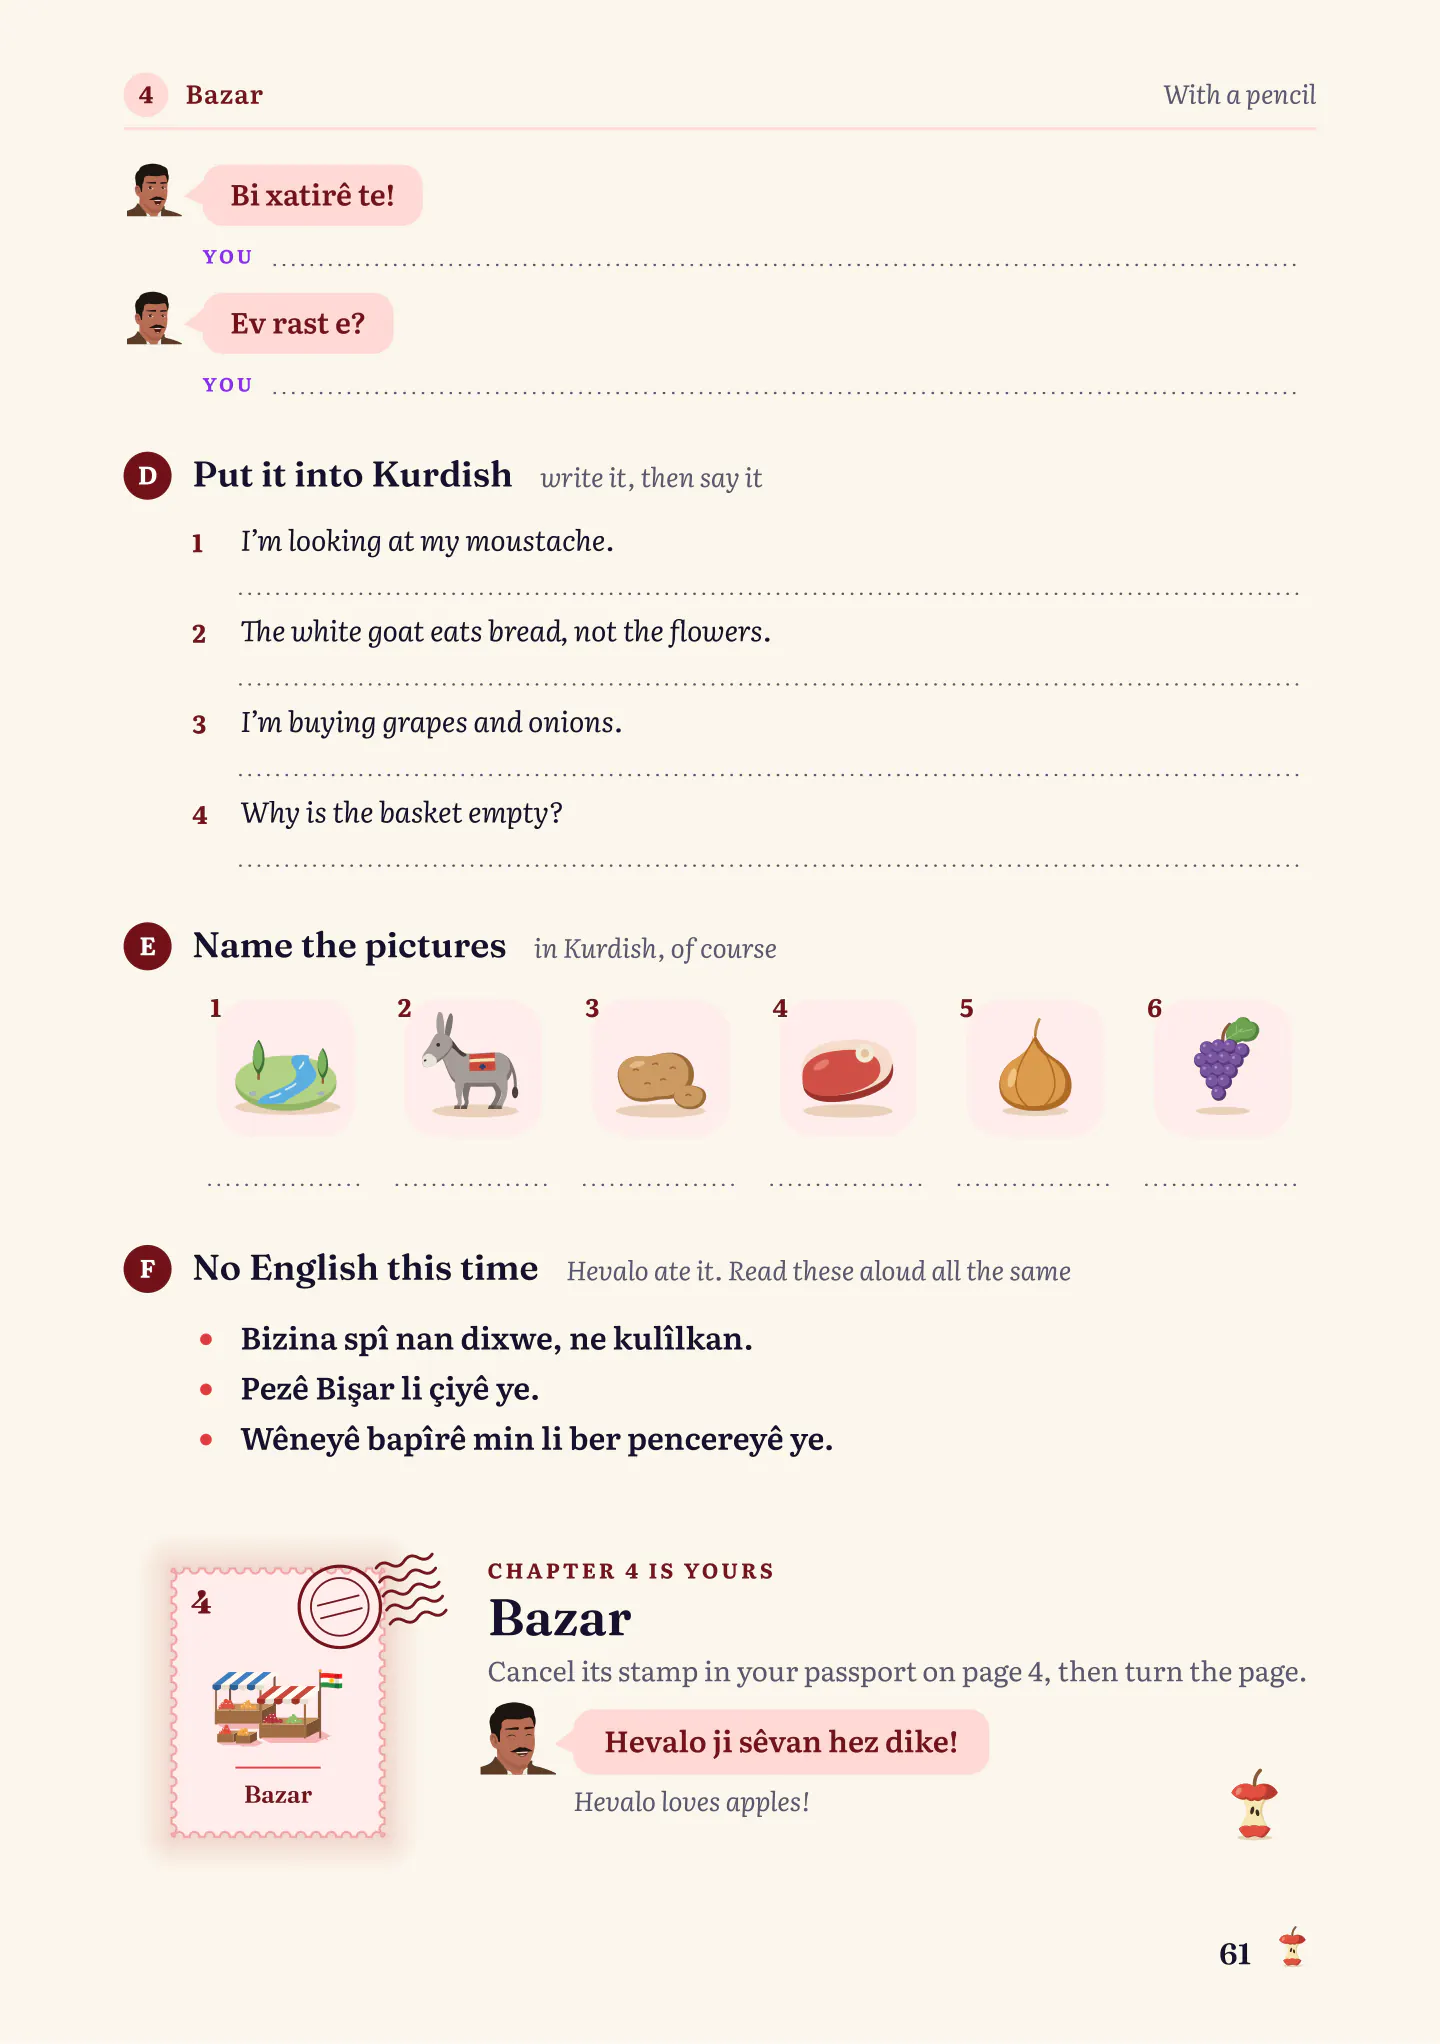 4 Bazar With a pencil
Bi xatirê te!
YOU
Ev rast e?
YOU
D Put it into Kurdish write it, then say it
1 I'm looking at my moustache.
2 The white goat eats bread, not the flowers.
3 I'm buying grapes and onions.
4 Why is the basket empty?
E Name the pictures in Kurdish, of course
1 2 3 4 5 6
F No English this time Hevalo ate it. Read these aloud all the same
• Bizina spî nan dixwe, ne kulîlkan.
• Pezê Bişar li çiyê ye.
• Wêneyê bapîrê min li ber pencereyê ye.
4
Bazar
CHAPTER 4 IS YOURS
Bazar
Cancel its stamp in your passport on page 4, then turn the page.
Hevalo ji sêvan hez dike!
Hevalo loves apples!
61